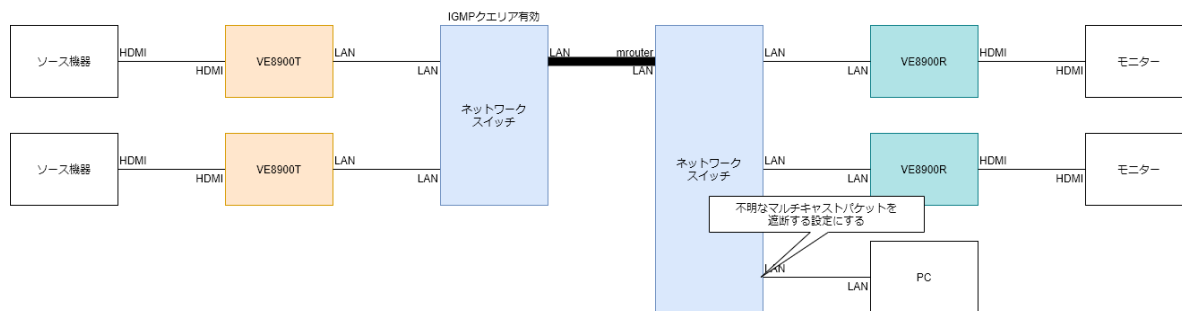 IGMPクエリア有効
ソース機器
HDMI
HDMI
VE8900T
LAN
LAN
ネットワーク
スイッチ
LAN
mrouter
LAN
LAN
LAN
VE8900R
HDMI
HDMI
モニター
ソース機器
HDMI
HDMI
VE8900T
LAN
LAN
ネットワーク
スイッチ
LAN
LAN
VE8900R
HDMI
HDMI
モニター
不明なマルチキャストパケットを
遮断する設定にする
LAN
LAN
PC